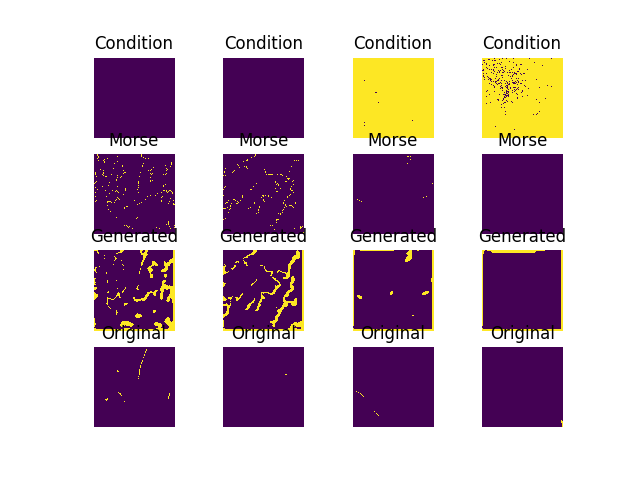 Condition Condition Condition Condition
Morse Morse Morse Morse
Generated Generated Generated Generated
Original Original Original Original